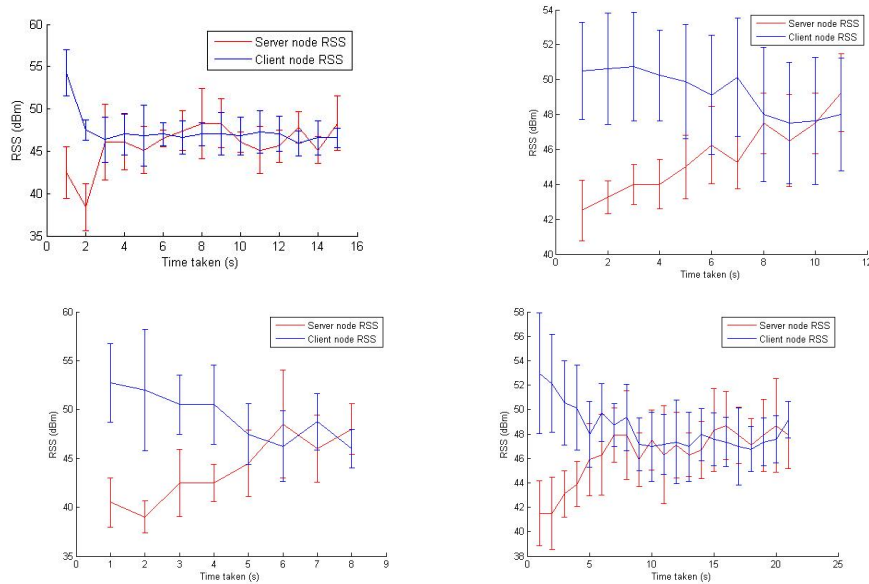 60
55
50
45
40
35
0 2 4 6 8 10 12 14 16
RSS (dBm)
Time taken (s)
Server node RSS
Client node RSS
54
52
50
48
46
44
42
40
0 2 4 6 8 10 12
RSS (dBm)
Time taken (s)
Server node RSS
Client node RSS
60
55
50
45
40
35
0 1 2 3 4 5 6 7 8 9
RSS (dBm)
Time taken (s)
Server node RSS
Client node RSS
58
56
54
52
50
48
46
44
42
40
38
0 5 10 15 20 25
RSS (dBm)
Time taken (s)
Server node RSS
Client node RSS